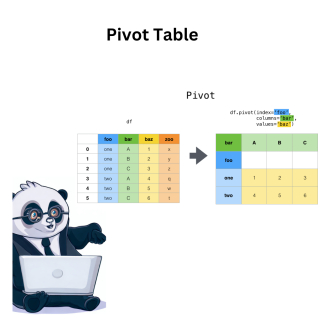 Pivot Table
Pivot
df
df.pivot(index='foo',
columns='bar',
values='baz')
foo bar baz zoo
0 one A 1 x
1 one B 2 y
2 one C 3 z
3 two A 4 q
4 two B 5 w
5 two C 6 t
bar A B C
foo
one 1 2 3
two 4 5 6